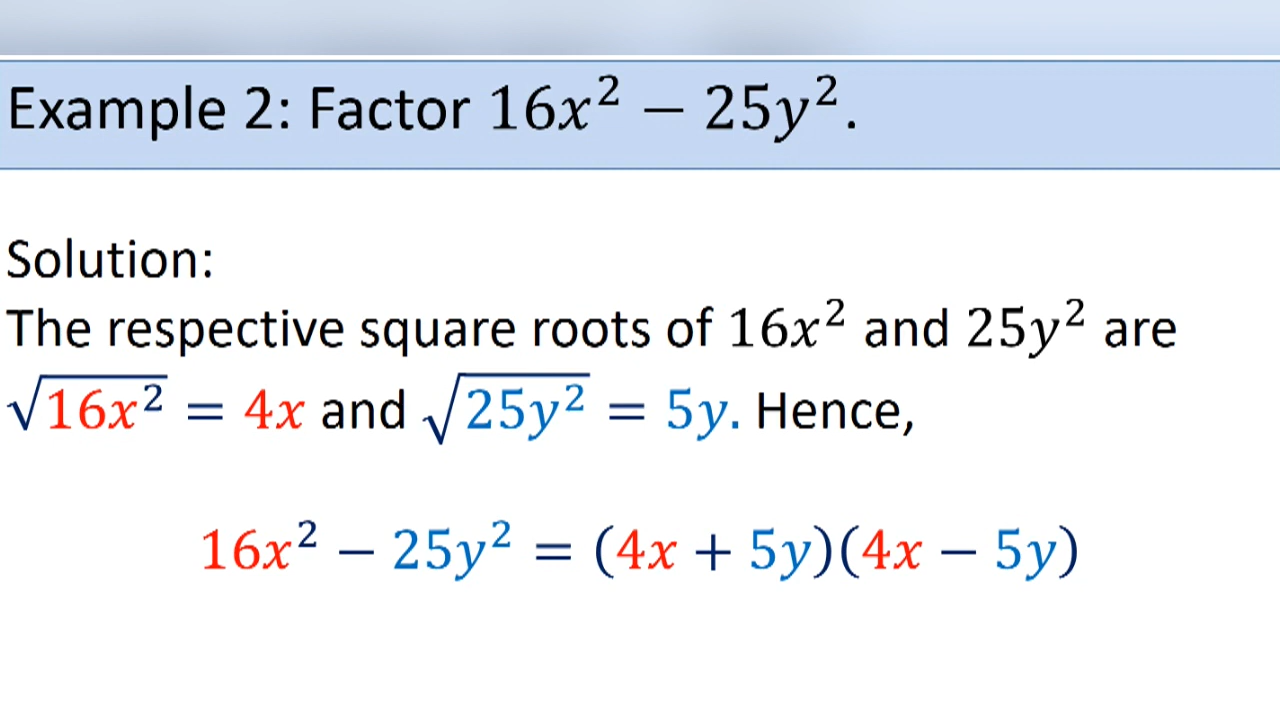 Example 2: Factor 16x² − 25y².
Solution:
The respective square roots of 16x² and 25y² are
√16x² = 4x and √25y² = 5y. Hence,
16x² − 25y² = (4x + 5y)(4x − 5y)